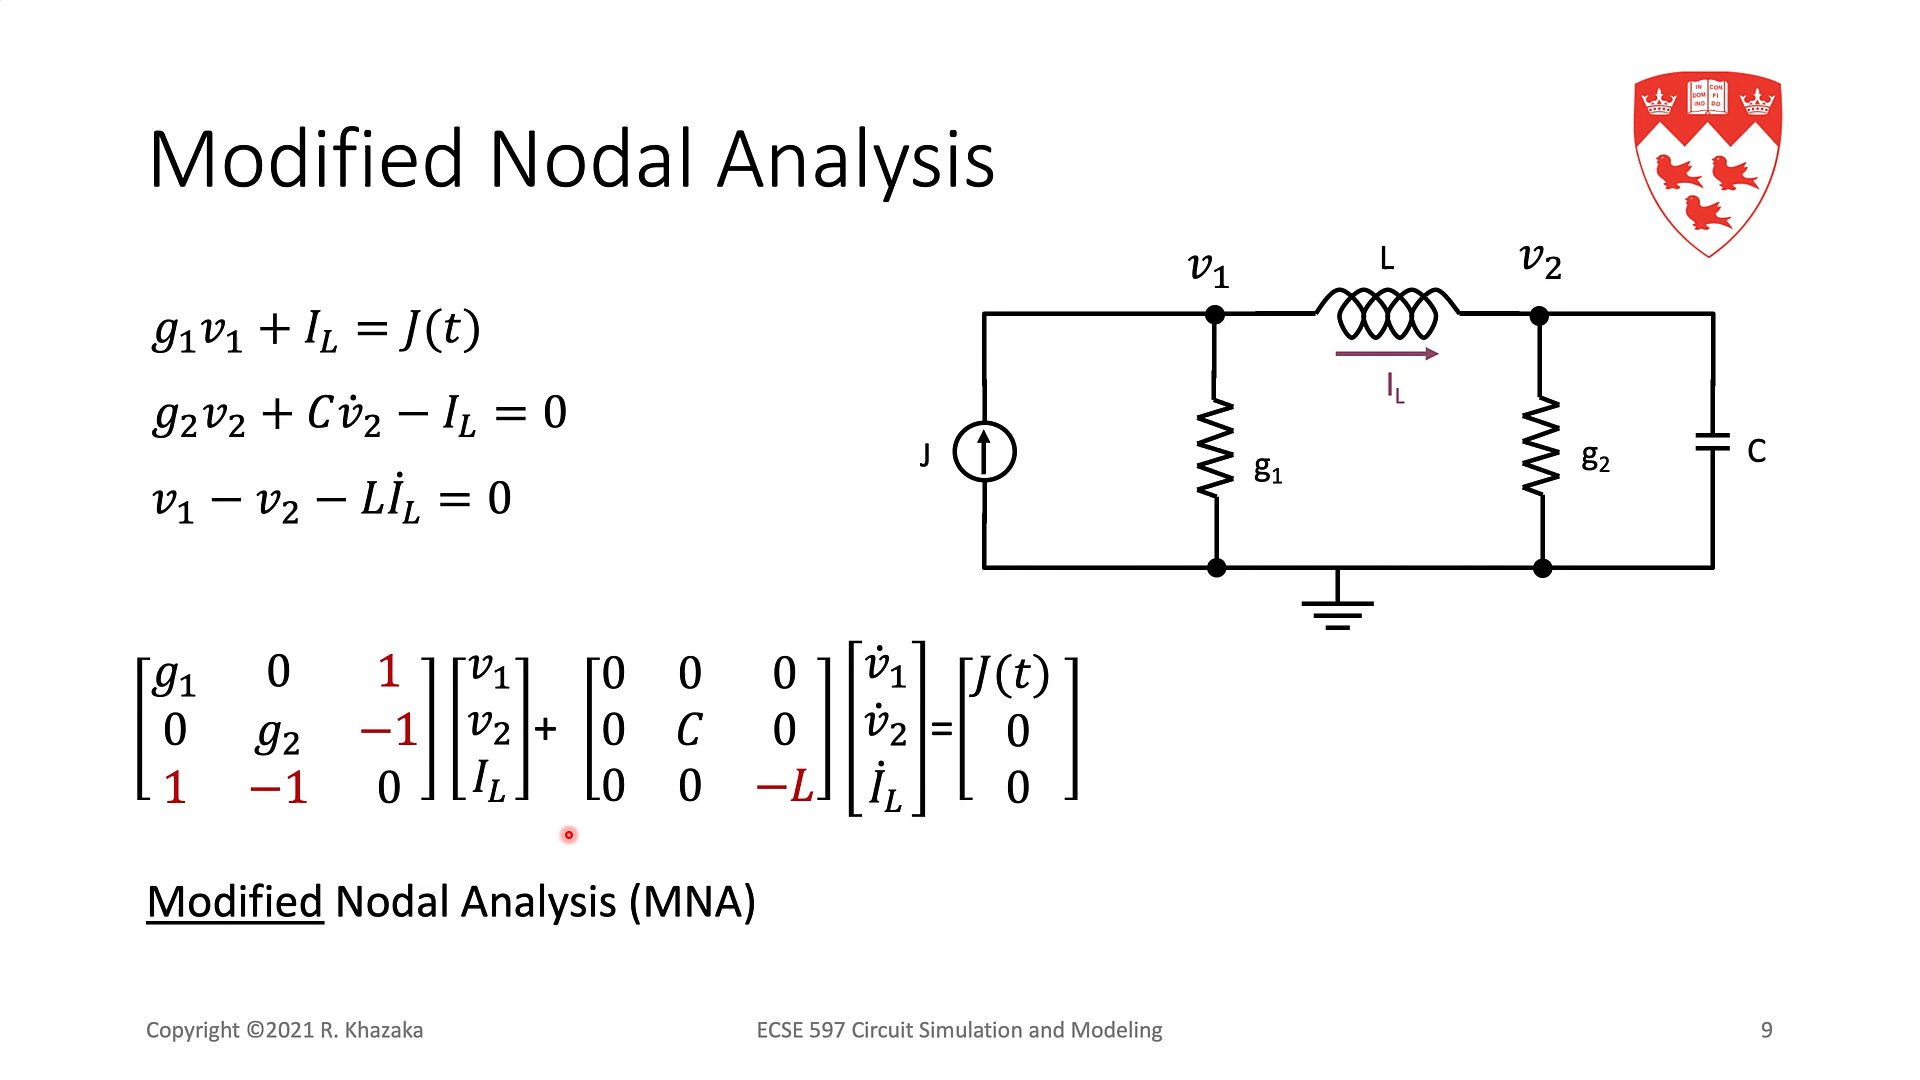 Modified Nodal Analysis
IN DOMINO CONFIDO
v₁ L v₂
g₁v₁ + I_L = J(t)
g₂v₂ + Cv̇₂ − I_L = 0
v₁ − v₂ − Lİ_L = 0
I_L
J g₁ g₂ C
[g₁ 0 1] [v₁] [0 0 0] [v̇₁] [J(t)]
[0 g₂ −1] [v₂] + [0 C 0] [v̇₂] = [0]
[1 −1 0] [I_L] [0 0 −L] [İ_L] [0]
Modified Nodal Analysis (MNA)
Copyright ©2021 R. Khazaka
ECSE 597 Circuit Simulation and Modeling
9